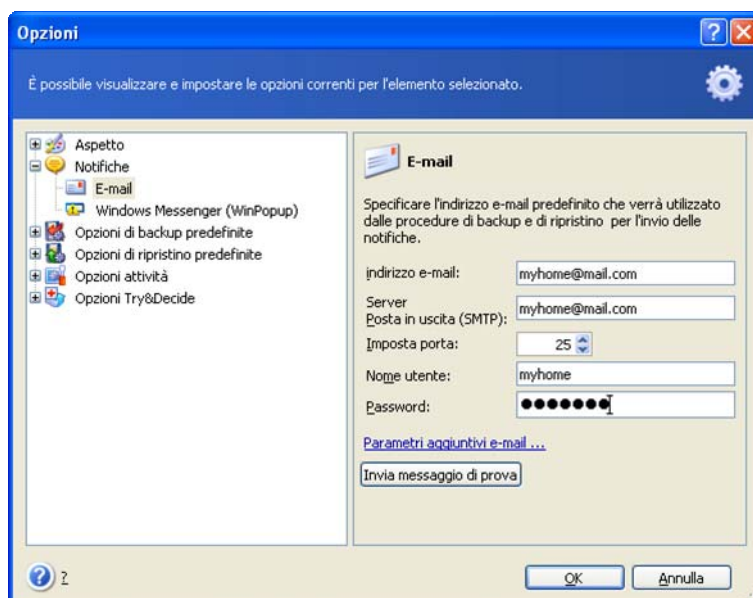 Opzioni
È possibile visualizzare e impostare le opzioni correnti per l'elemento selezionato.
Aspetto
Notifiche
E-mail
Windows Messenger (WinPopup)
Opzioni di backup predefinite
Opzioni di ripristino predefinite
Opzioni attività
Opzioni Try&Decide
E-mail
Specificare l'indirizzo e-mail predefinito che verrà utilizzato
dalle procedure di backup e di ripristino per l'invio delle
notifiche.
indirizzo e-mail:
myhome@mail.com
Server
Posta in uscita (SMTP):
myhome@mail.com
Imposta porta:
25
Nome utente:
myhome
Password:
●●●●●●●
Parametri aggiuntivi e-mail ...
Invia messaggio di prova
?
OK
Annulla